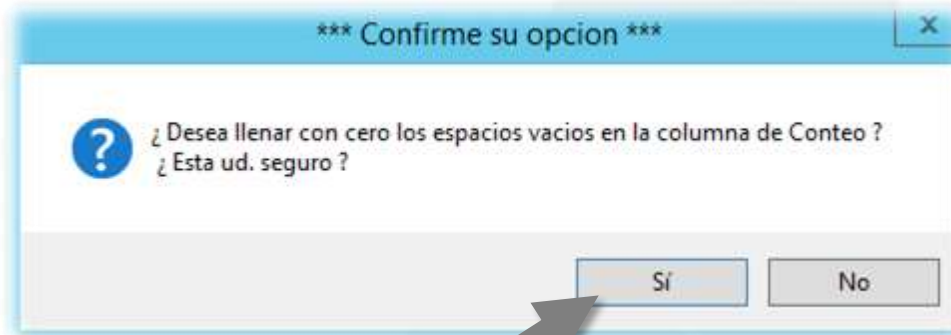 *** Confirme su opcion ***
x
?
¿ Desea llenar con cero los espacios vacios en la columna de Conteo ?
¿ Esta ud. seguro ?
Sí
No